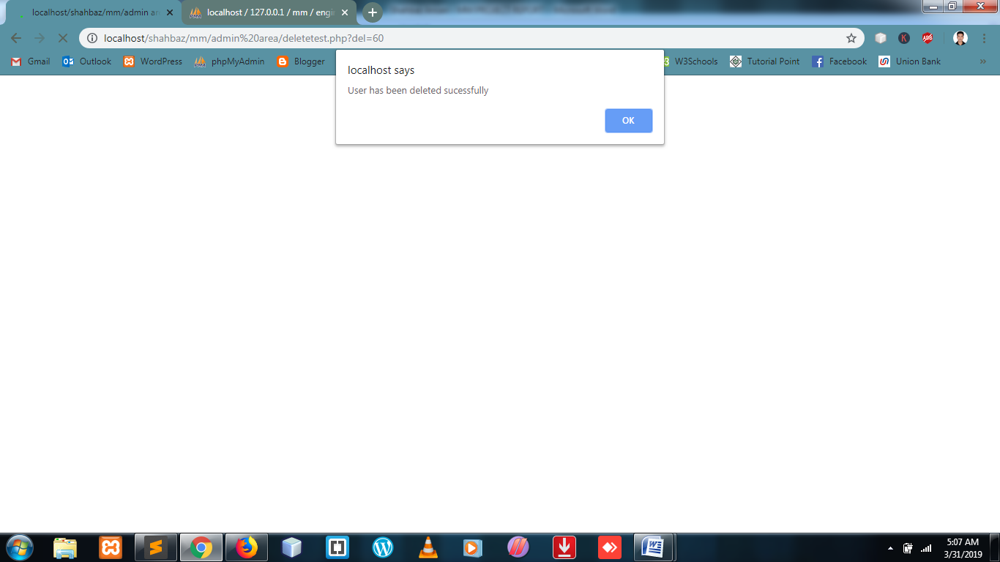 localhost/shahbaz/mm/admin ar
localhost / 127.0.0.1 / mm / engin
localhost/shahbaz/mm/admin%20area/deletetest.php?del=60
Gmail Outlook WordPress phpMyAdmin Blogger W3Schools Tutorial Point Facebook Union Bank
localhost says
User has been deleted sucessfully
OK
5:07 AM
3/31/2019